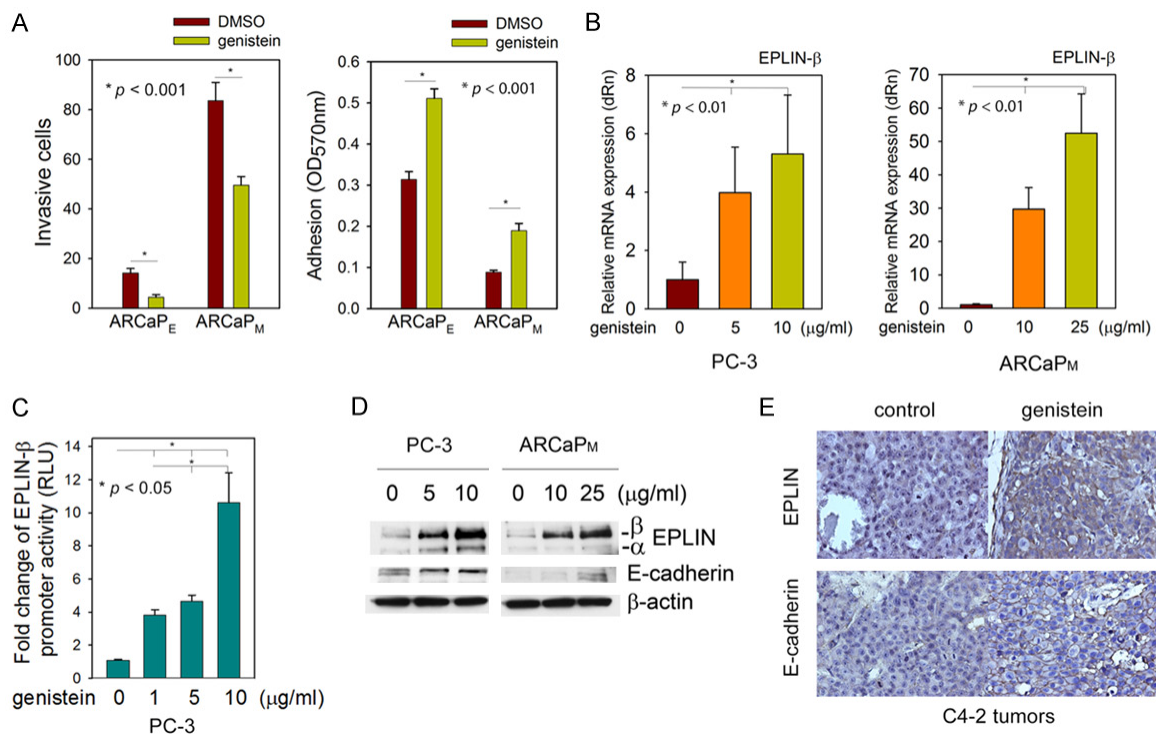 A
DMSO
genistein
Invasive cells
100
80
60
40
20
0
* p < 0.001
*
*
ARCaPE
ARCaPM
DMSO
genistein
Adhesion (OD570nm)
0.6
0.5
0.4
0.3
0.2
0.1
0.0
* p < 0.001
*
*
ARCaPE
ARCaPM
B
EPLIN-β
Relative mRNA expression (dRn)
8
6
4
2
0
* p < 0.01
*
genistein 0 5 10 (µg/ml)
PC-3
EPLIN-β
Relative mRNA expression (dRn)
70
60
50
40
30
20
10
0
* p < 0.01
*
genistein 0 10 25 (µg/ml)
ARCaPM
C
Fold change of EPLIN-β
promoter activity (RLU)
14
12
10
8
6
4
2
0
*
*
* p < 0.05
genistein 0 1 5 10 (µg/ml)
PC-3
D
PC-3 ARCaPM
0 5 10 0 10 25 (µg/ml)
-β
-α EPLIN
E-cadherin
β-actin
E
control genistein
EPLIN
E-cadherin
C4-2 tumors